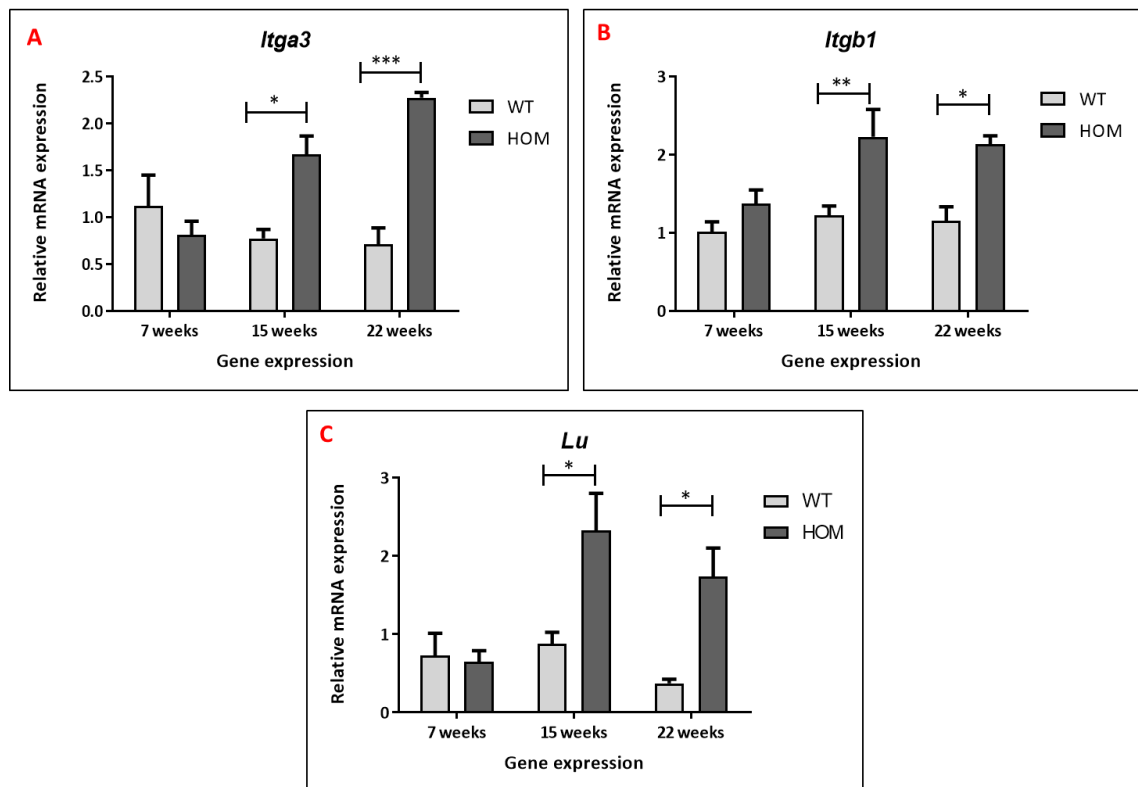 A
Itga3
***
*
2.5
2.0
1.5
1.0
0.5
0.0
Relative mRNA expression
WT
HOM
7 weeks 15 weeks 22 weeks
Gene expression
B
Itgb1
**
*
3
2
1
0
Relative mRNA expression
WT
HOM
7 weeks 15 weeks 22 weeks
Gene expression
C
Lu
*
*
3
2
1
0
Relative mRNA expression
WT
HOM
7 weeks 15 weeks 22 weeks
Gene expression